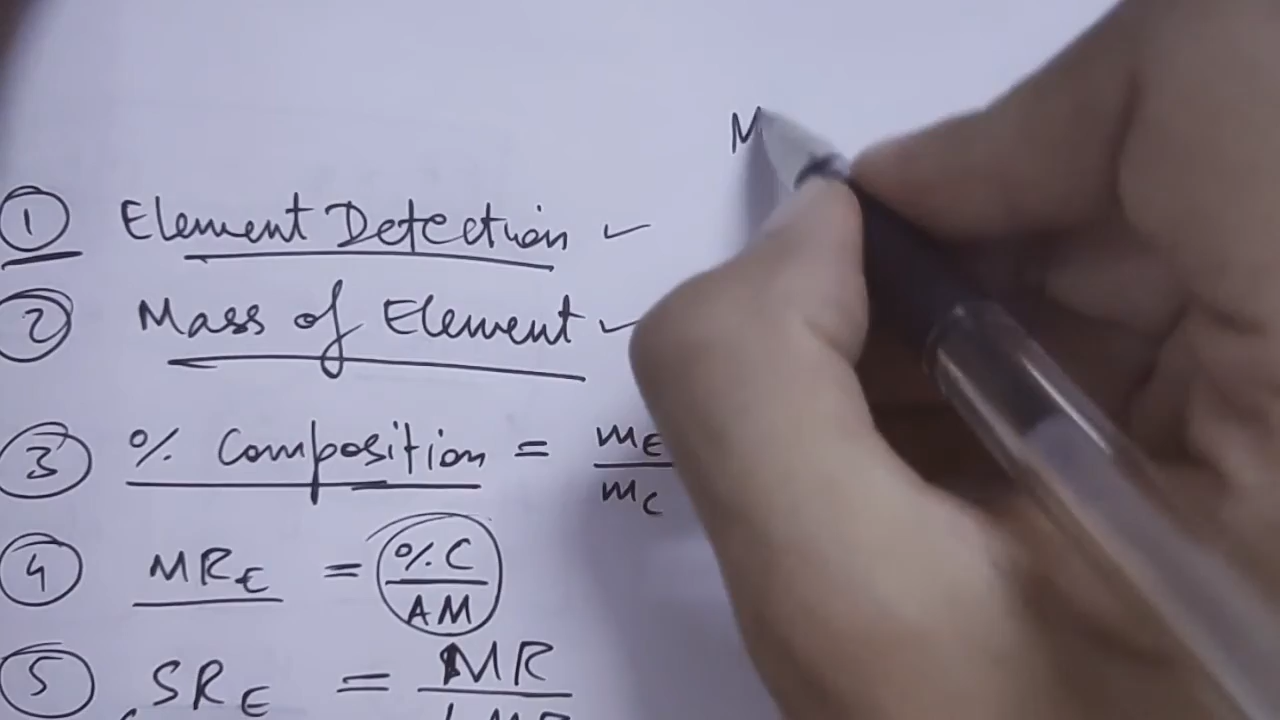 M
① Element Detection ✓
② Mass of Element ✓
③ % Composition = mE / mC
④ MRE = %C / AM
⑤ SRE = MR